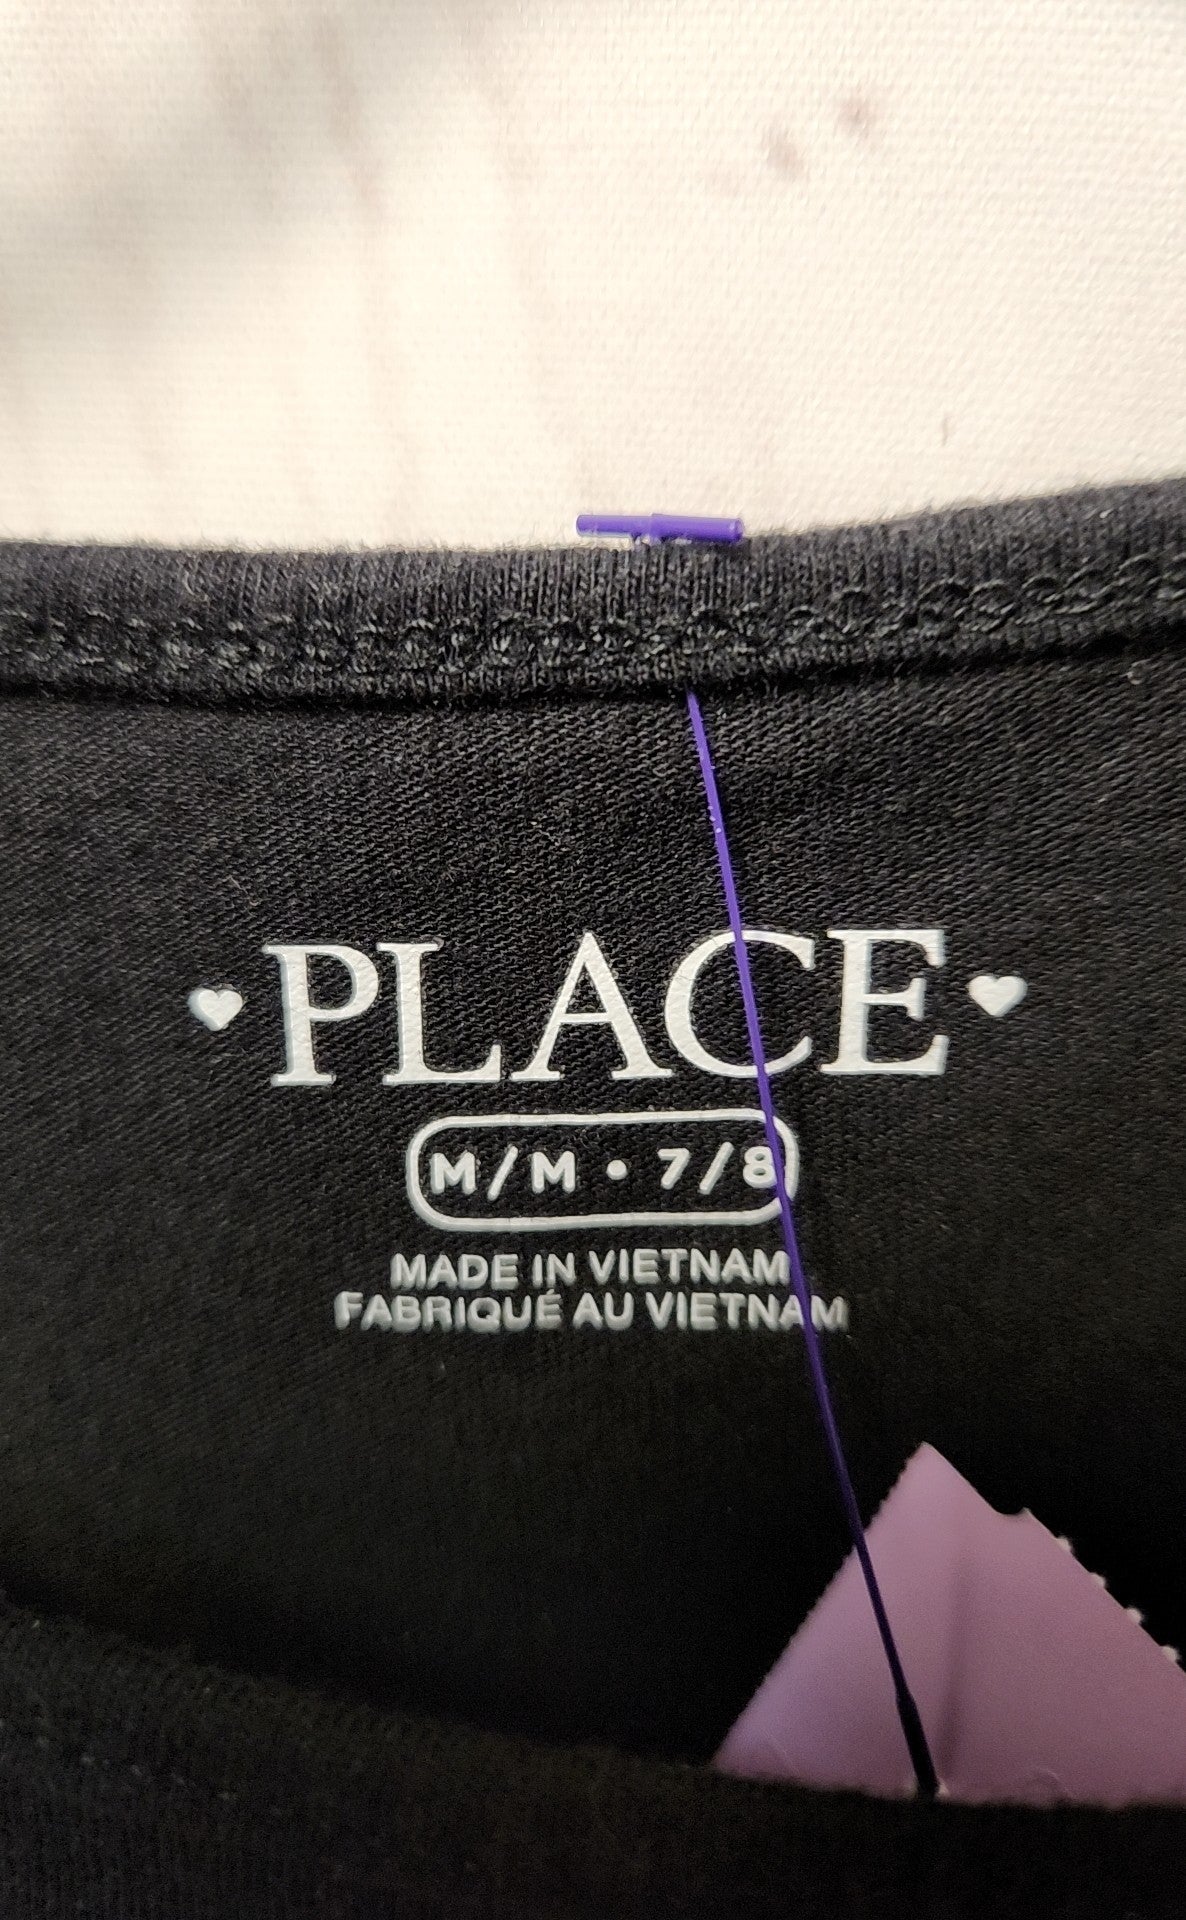 PLACE
M/M • 7/8
MADE IN VIETNAM
FABRIQUÉ AU VIETNAM